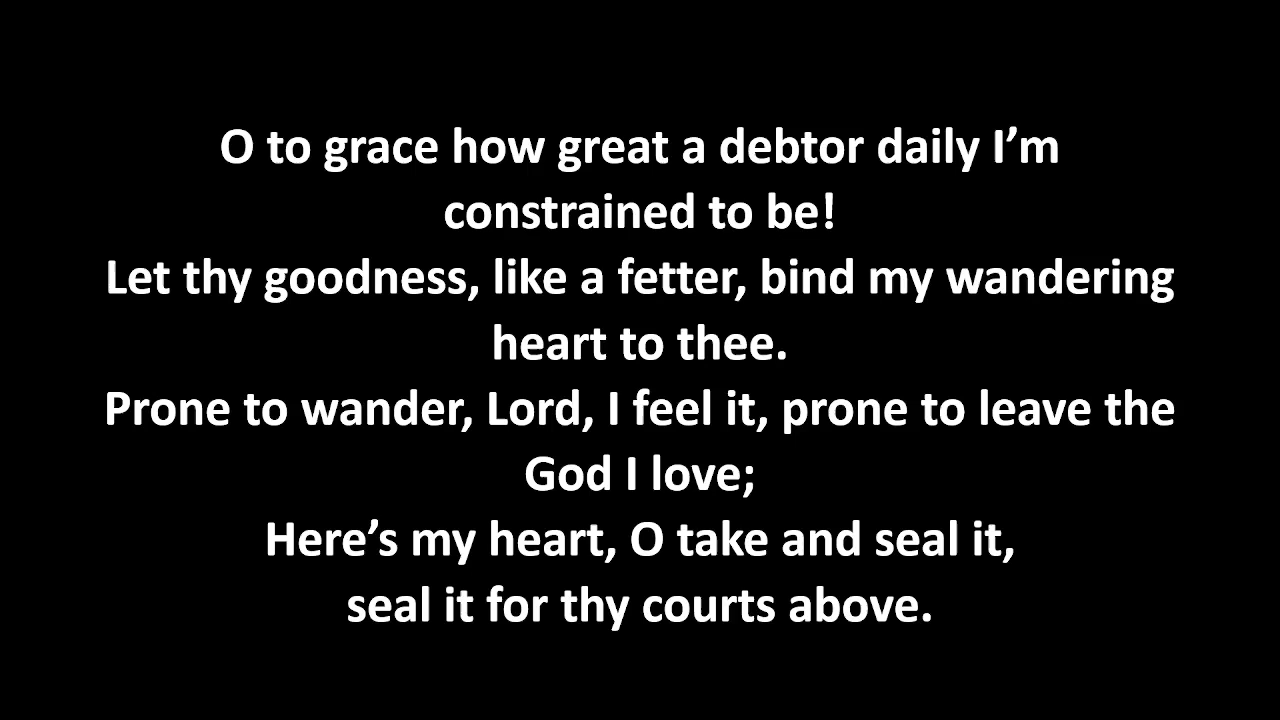 O to grace how great a debtor daily I’m
constrained to be!
Let thy goodness, like a fetter, bind my wandering
heart to thee.
Prone to wander, Lord, I feel it, prone to leave the
God I love;
Here’s my heart, O take and seal it,
seal it for thy courts above.